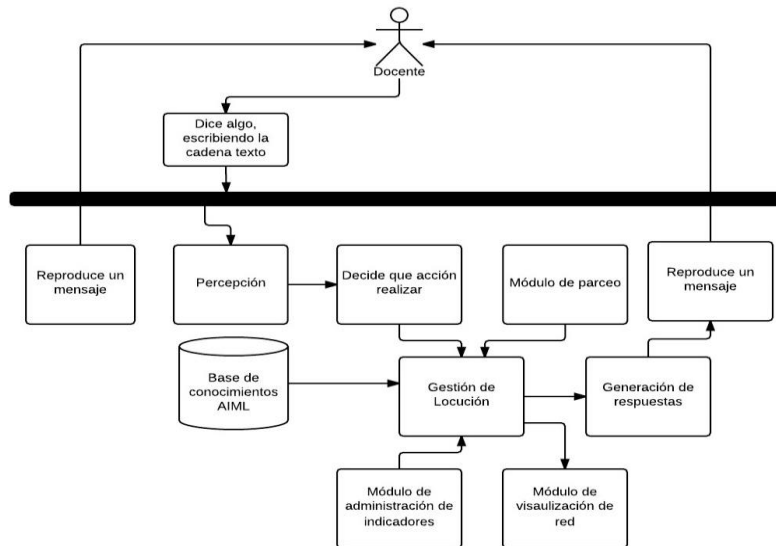 Docente
Dice algo,
escribiendo la
cadena texto
Reproduce un
mensaje
Percepción
Decide que acción
realizar
Módulo de parceo
Reproduce un
mensaje
Base de
conocimientos
AIML
Gestión de
Locución
Generación de
respuestas
Módulo de
administración de
indicadores
Módulo de
visaulización de
red